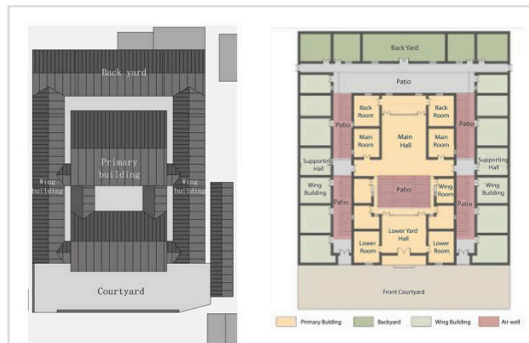 Back yard
Primary
building
Wing
building
Wing
building
Courtyard
Back Yard
Patio
Back
Room
Back
Room
Patio
Patio
Main
Room
Main
Hall
Main
Room
Supporting
Hall
Supporting
Hall
Wing
Building
Patio
Wing
Room
Wing
Building
Patio
Patio
Lower Yard
Hall
Lower
Room
Lower
Room
Front Courtyard
Primary Building
Backyard
Wing Building
Air well